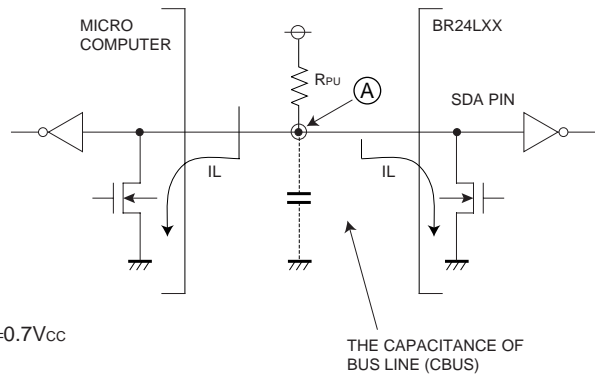 MICRO
COMPUTER
BR24LXX
RPU
A
SDA PIN
IL
IL
=0.7VCC
THE CAPACITANCE OF
BUS LINE (CBUS)